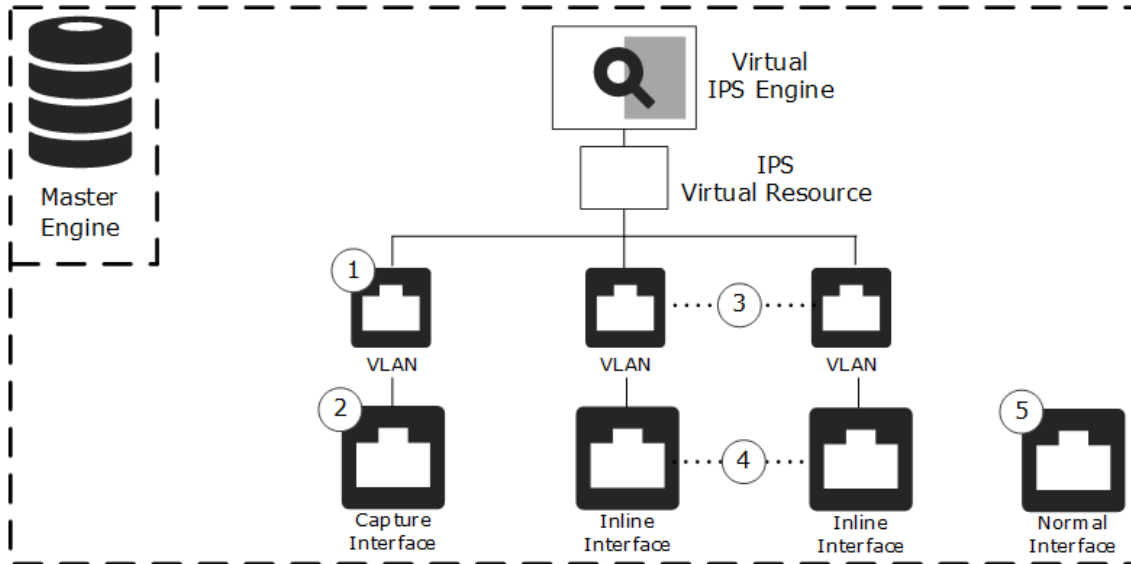 Master
Engine
Virtual
IPS Engine
IPS
Virtual Resource
1
3
VLAN
VLAN
VLAN
2
4
5
Capture
Interface
Inline
Interface
Inline
Interface
Normal
Interface